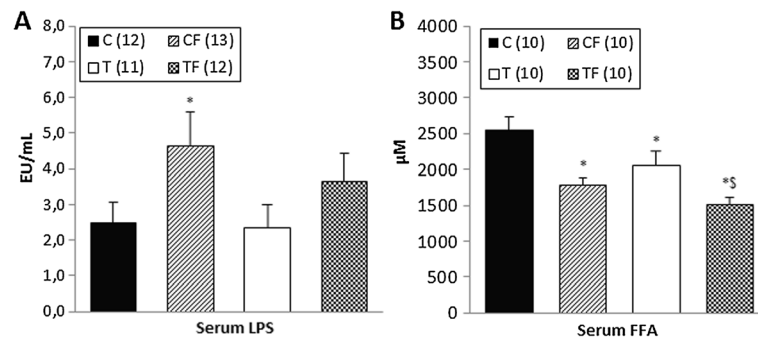 A
8,0
7,0
6,0
5,0
4,0
3,0
2,0
1,0
0,0
EU/mL
C (12) CF (13)
T (11) TF (12)
*
Serum LPS
B
4000
3500
3000
2500
2000
1500
1000
500
0
µM
C (10) CF (10)
T (10) TF (10)
*
*
*$
Serum FFA